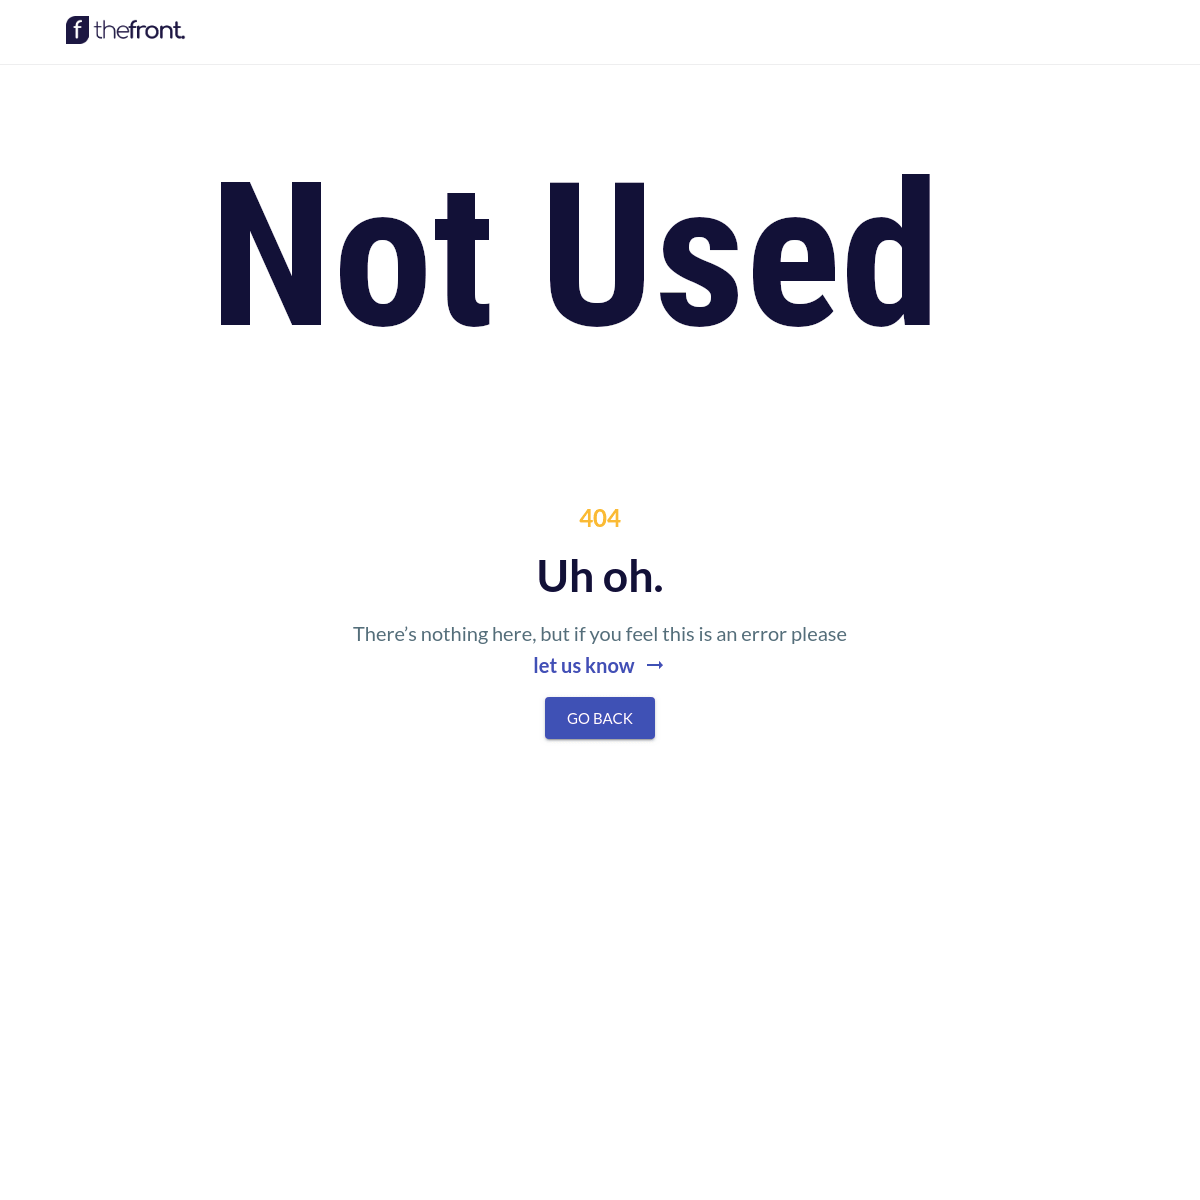 thefront.
Not Used
404
Uh oh.
There’s nothing here, but if you feel this is an error please
let us know →
GO BACK